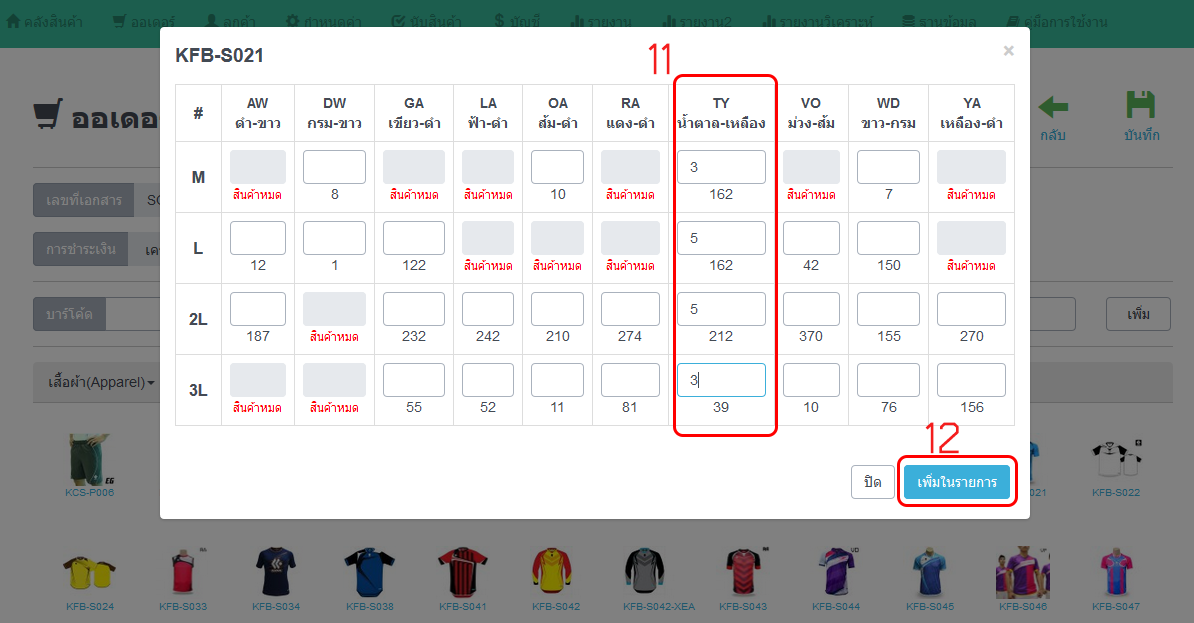 คลังสินค้า ออเดอร์ ลูกค้า กำหนดค่า นับสินค้า $ บัญชี รายงาน รายงาน2 รายงานวิเคราะห์ ฐานข้อมูล คู่มือการใช้งาน
KFB-S021 ×
11
# AW DW GA LA OA RA TY VO WD YA
ดำ-ขาว กรม-ขาว เขียว-ดำ ฟ้า-ดำ ส้ม-ดำ แดง-ดำ น้ำตาล-เหลือง ม่วง-ส้ม ขาว-กรม เหลือง-ดำ
M 3
สินค้าหมด 8 สินค้าหมด สินค้าหมด 10 สินค้าหมด 162 สินค้าหมด 7 สินค้าหมด
L 5
12 1 122 สินค้าหมด สินค้าหมด สินค้าหมด 162 42 150 สินค้าหมด
2L 5
187 สินค้าหมด 232 242 210 274 212 370 155 270
3L 3
สินค้าหมด สินค้าหมด 55 52 11 81 39 10 76 156
12
ปิด เพิ่มในรายการ
ออเดอ
กลับ บันทึก
เลขที่เอกสาร
การชำระเงิน
บาร์โค้ด เพิ่ม
เสื้อผ้า(Apparel)
KCS-P006 021 KFB-S022
KFB-S024 KFB-S033 KFB-S034 KFB-S038 KFB-S041 KFB-S042 KFB-S042-XEA KFB-S043 KFB-S044 KFB-S045 KFB-S046 KFB-S047